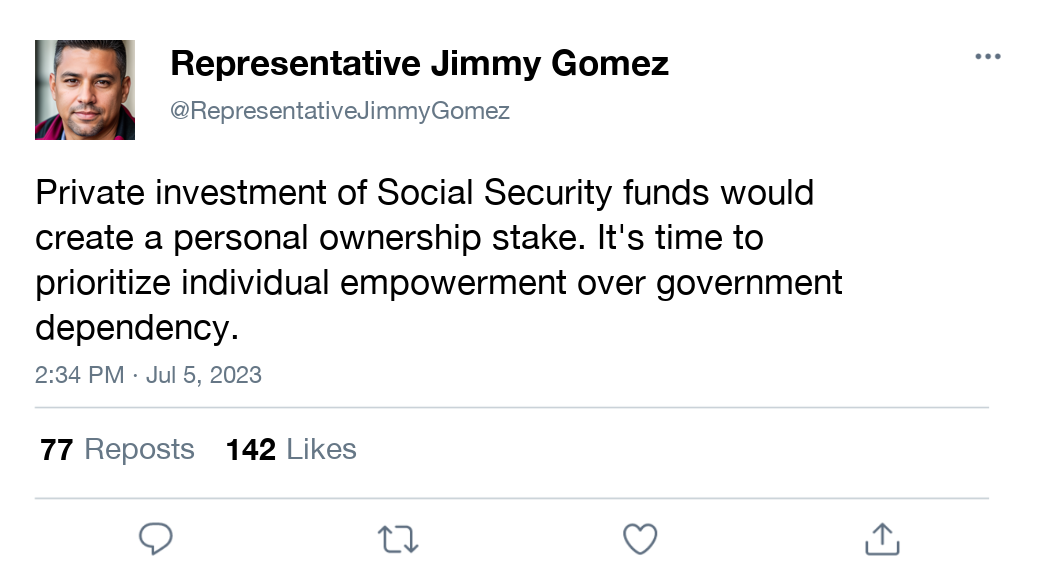 Representative Jimmy Gomez
@RepresentativeJimmyGomez
Private investment of Social Security funds would
create a personal ownership stake. It's time to
prioritize individual empowerment over government
dependency.
2:34 PM · Jul 5, 2023
77 Reposts 142 Likes